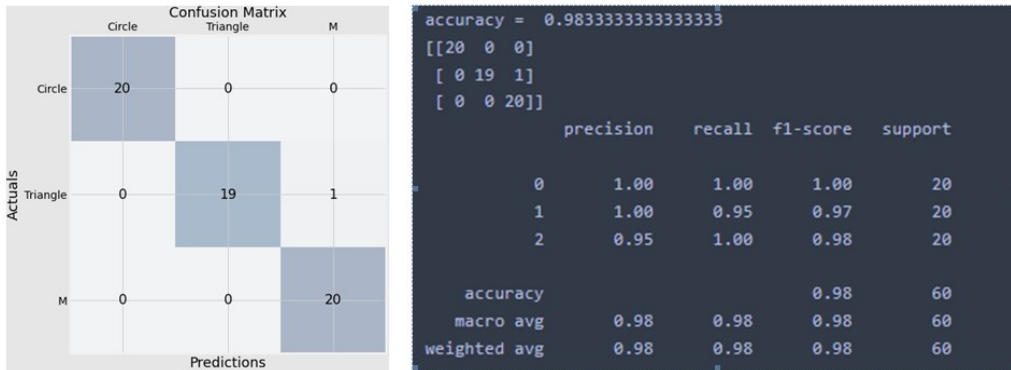 Confusion Matrix
Circle Triangle M
Circle 20 0 0
Actuals
Triangle 0 19 1
M 0 0 20
Predictions
accuracy =  0.9833333333333333
[[20  0  0]
 [ 0 19  1]
 [ 0  0 20]]
precision recall f1-score support
0 1.00 1.00 1.00 20
1 1.00 0.95 0.97 20
2 0.95 1.00 0.98 20
accuracy 0.98 60
macro avg 0.98 0.98 0.98 60
weighted avg 0.98 0.98 0.98 60